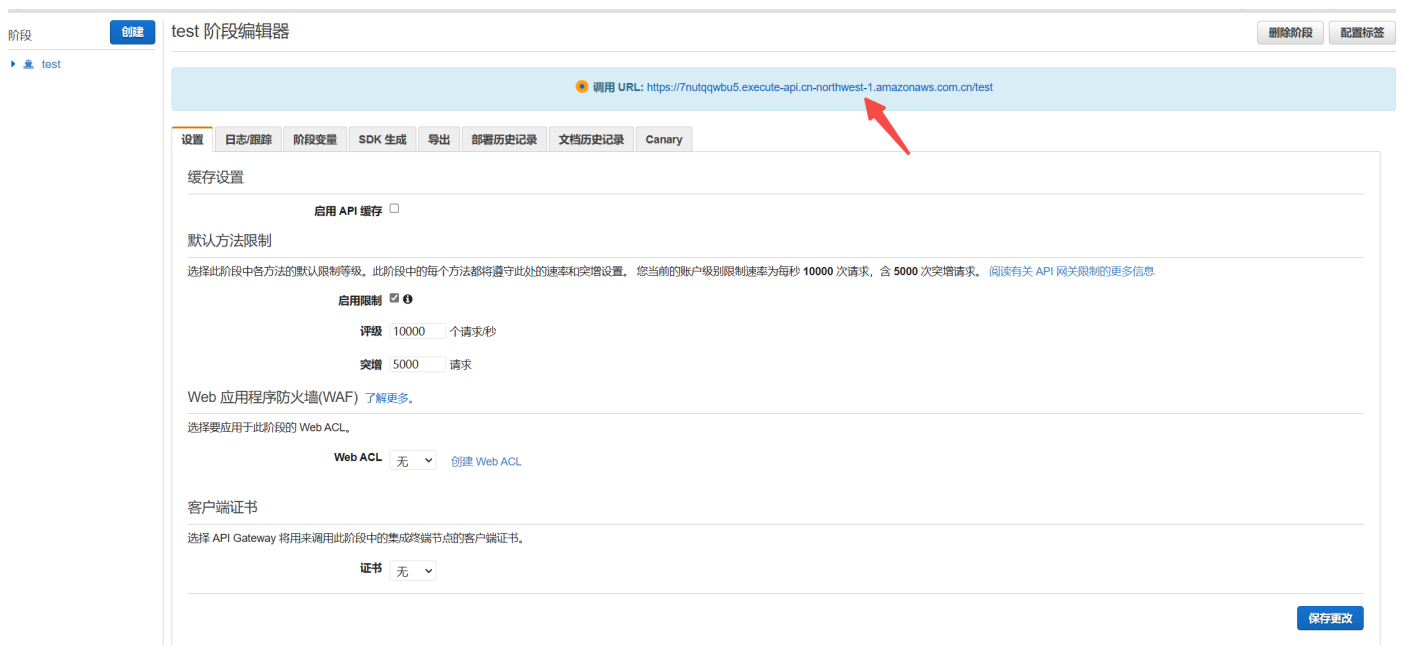 阶段
创建
test
test 阶段编辑器
删除阶段
配置标签
调用 URL: https://7nutqqwbu5.execute-api.cn-northwest-1.amazonaws.com.cn/test
设置
日志/跟踪
阶段变量
SDK 生成
导出
部署历史记录
文档历史记录
Canary
缓存设置
启用 API 缓存
默认方法限制
选择此阶段中各方法的默认限制等级。此阶段中的每个方法都将遵守此处的速率和突增设置。 您当前的账户级别限制速率为每秒 10000 次请求，含 5000 次突增请求。 阅读有关 API 网关限制的更多信息
启用限制
评级 10000 个请求/秒
突增 5000 请求
Web 应用程序防火墙(WAF) 了解更多。
选择要应用于此阶段的 Web ACL。
Web ACL 无 创建 Web ACL
客户端证书
选择 API Gateway 将用来调用此阶段中的集成终端节点的客户端证书。
证书 无
保存更改